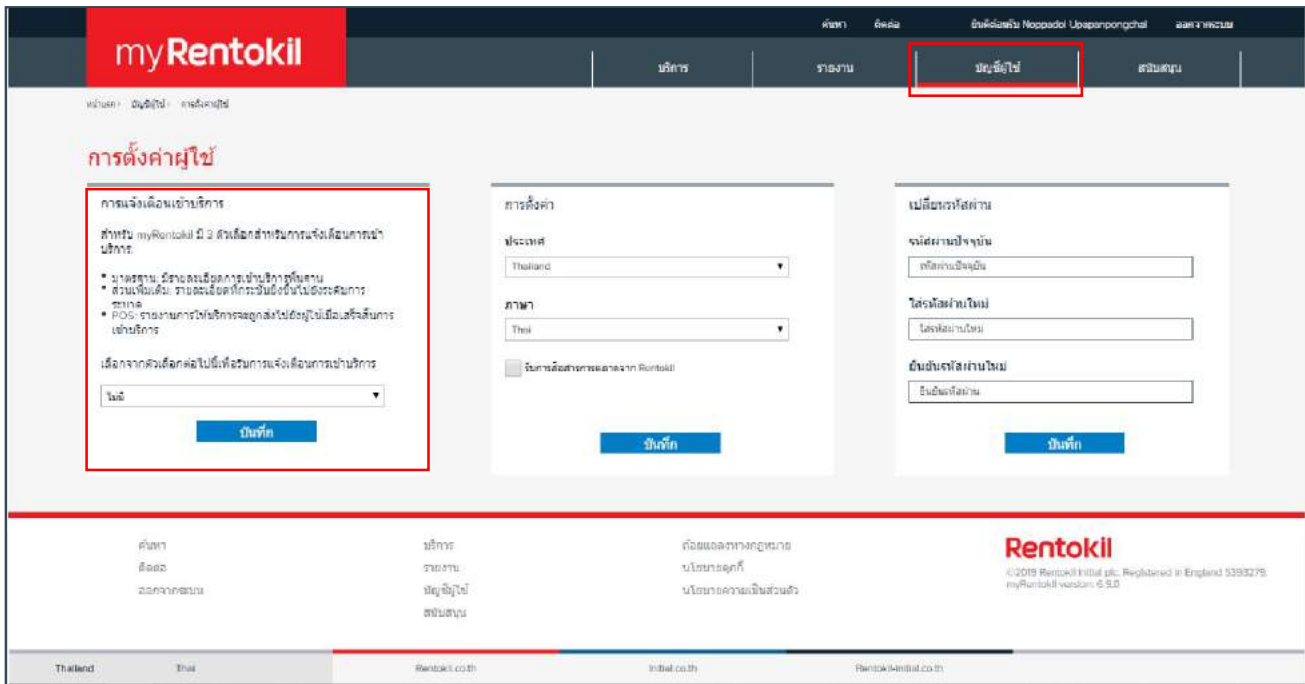 ค้นหา ติดต่อ ยินดีต้อนรับ Noppadol Upapanpongchai ออกจากระบบ
myRentokil
บริการ รายงาน บัญชีผู้ใช้ สนับสนุน
หน้าแรก › บัญชีผู้ใช้ › การตั้งค่าผู้ใช้
การตั้งค่าผู้ใช้
การแจ้งเตือนเข้าบริการ
สำหรับ myRentokil มี 3 ตัวเลือกสำหรับการแจ้งเตือนการเข้า
บริการ:
• มาตรฐาน: มีรายละเอียดการเข้าบริการพื้นฐาน
• ส่วนเพิ่มเติม: รายละเอียดที่กระชับยิ่งขึ้นไปยังระดับการ
ระบาด
• POS: รายงานการให้บริการจะถูกส่งไปยังผู้ใช้เมื่อเสร็จสิ้นการ
เข้าบริการ
เลือกจากตัวเลือกต่อไปนี้เพื่อรับการแจ้งเตือนการเข้าบริการ
ไม่มี
บันทึก
การตั้งค่า
ประเทศ
Thailand
ภาษา
Thai
รับการสื่อสารการตลาดจาก Rentokil
บันทึก
เปลี่ยนรหัสผ่าน
รหัสผ่านปัจจุบัน
รหัสผ่านปัจจุบัน
ใส่รหัสผ่านใหม่
ใส่รหัสผ่านใหม่
ยืนยันรหัสผ่านใหม่
ยืนยันรหัสผ่าน
บันทึก
ค้นหา บริการ ถ้อยแถลงทางกฎหมาย
ติดต่อ รายงาน นโยบายคุกกี้
ออกจากระบบ บัญชีผู้ใช้ นโยบายความเป็นส่วนตัว
สนับสนุน
Rentokil
©2019 Rentokil Initial plc. Registered in England 5393279.
myRentokil version: 6.9.0
Thailand Thai Rentokil.co.th Initial.co.th Rentokil-initial.co.th